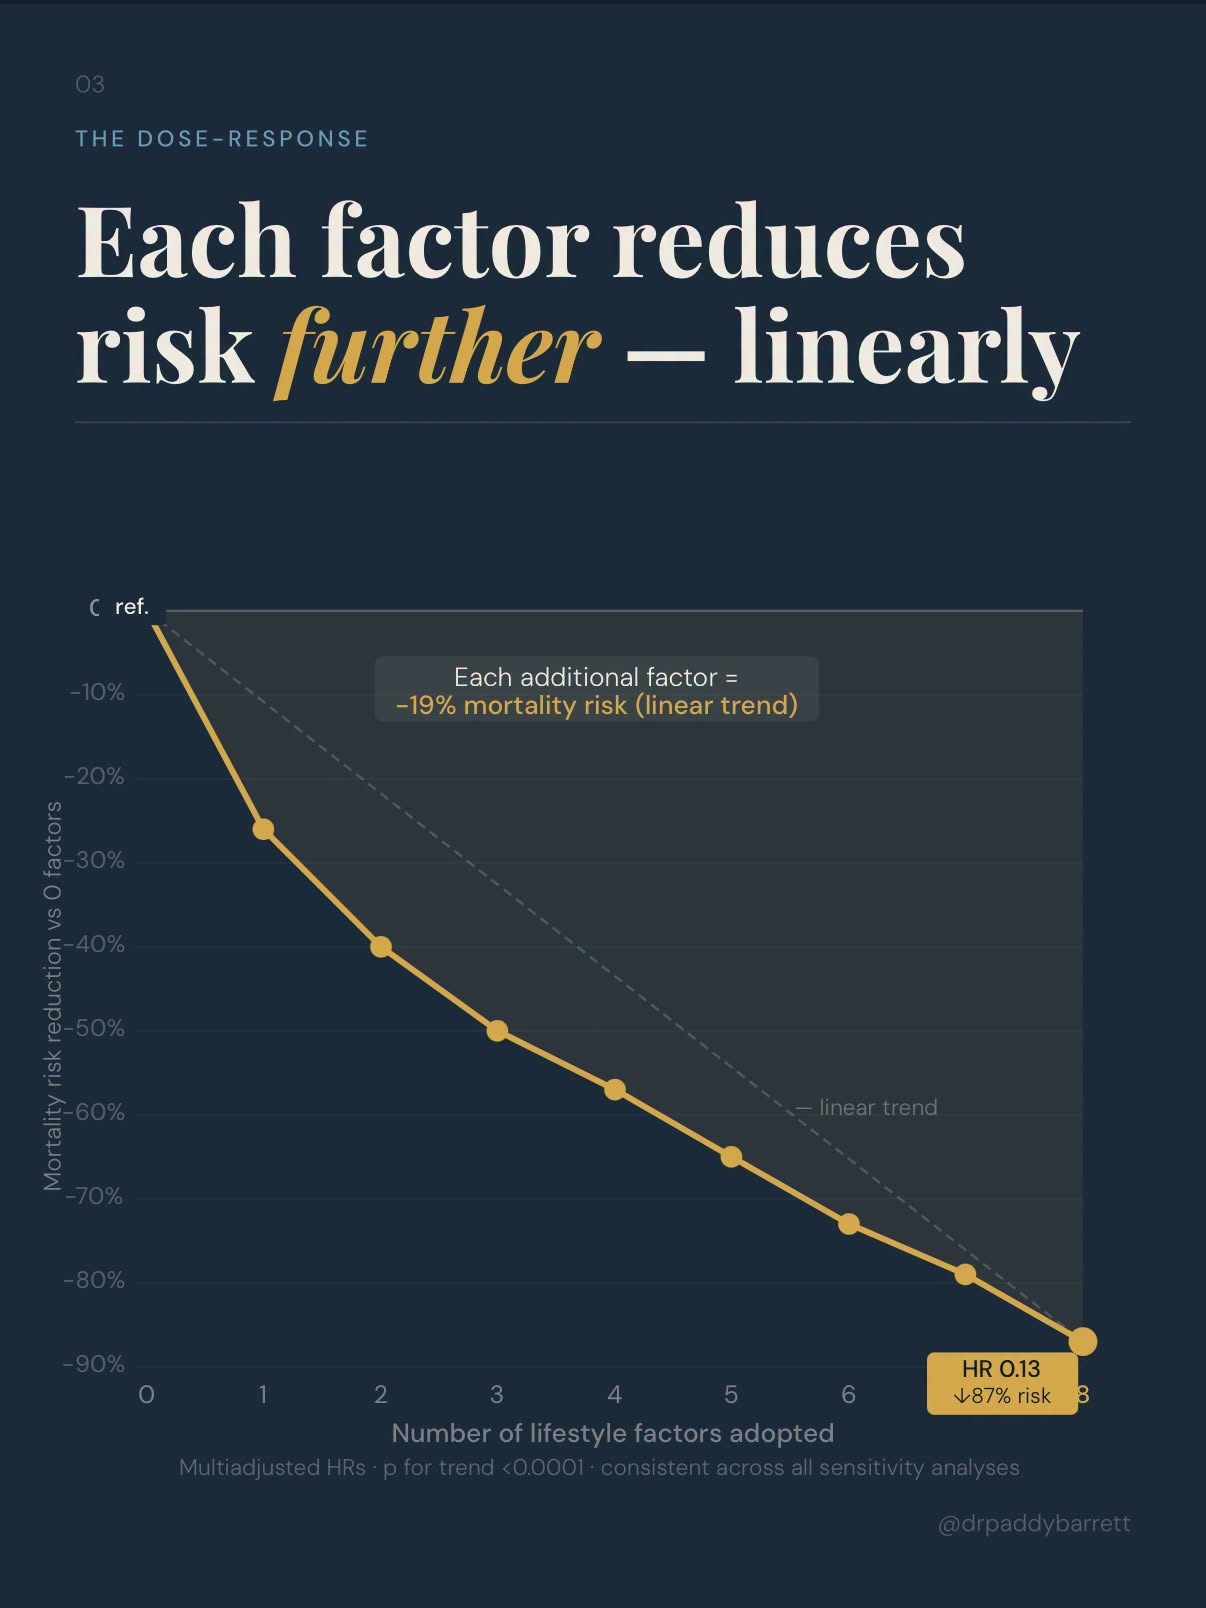 03
THE DOSE-RESPONSE
Each factor reduces
risk further — linearly
ref.
Each additional factor =
-19% mortality risk (linear trend)
-10%
-20%
-30%
-40%
-50%
-60%
-70%
-80%
-90%
Mortality risk reduction vs 0 factors
— linear trend
HR 0.13
↓87% risk
0 1 2 3 4 5 6 8
Number of lifestyle factors adopted
Multiadjusted HRs · p for trend <0.0001 · consistent across all sensitivity analyses
@drpaddybarrett